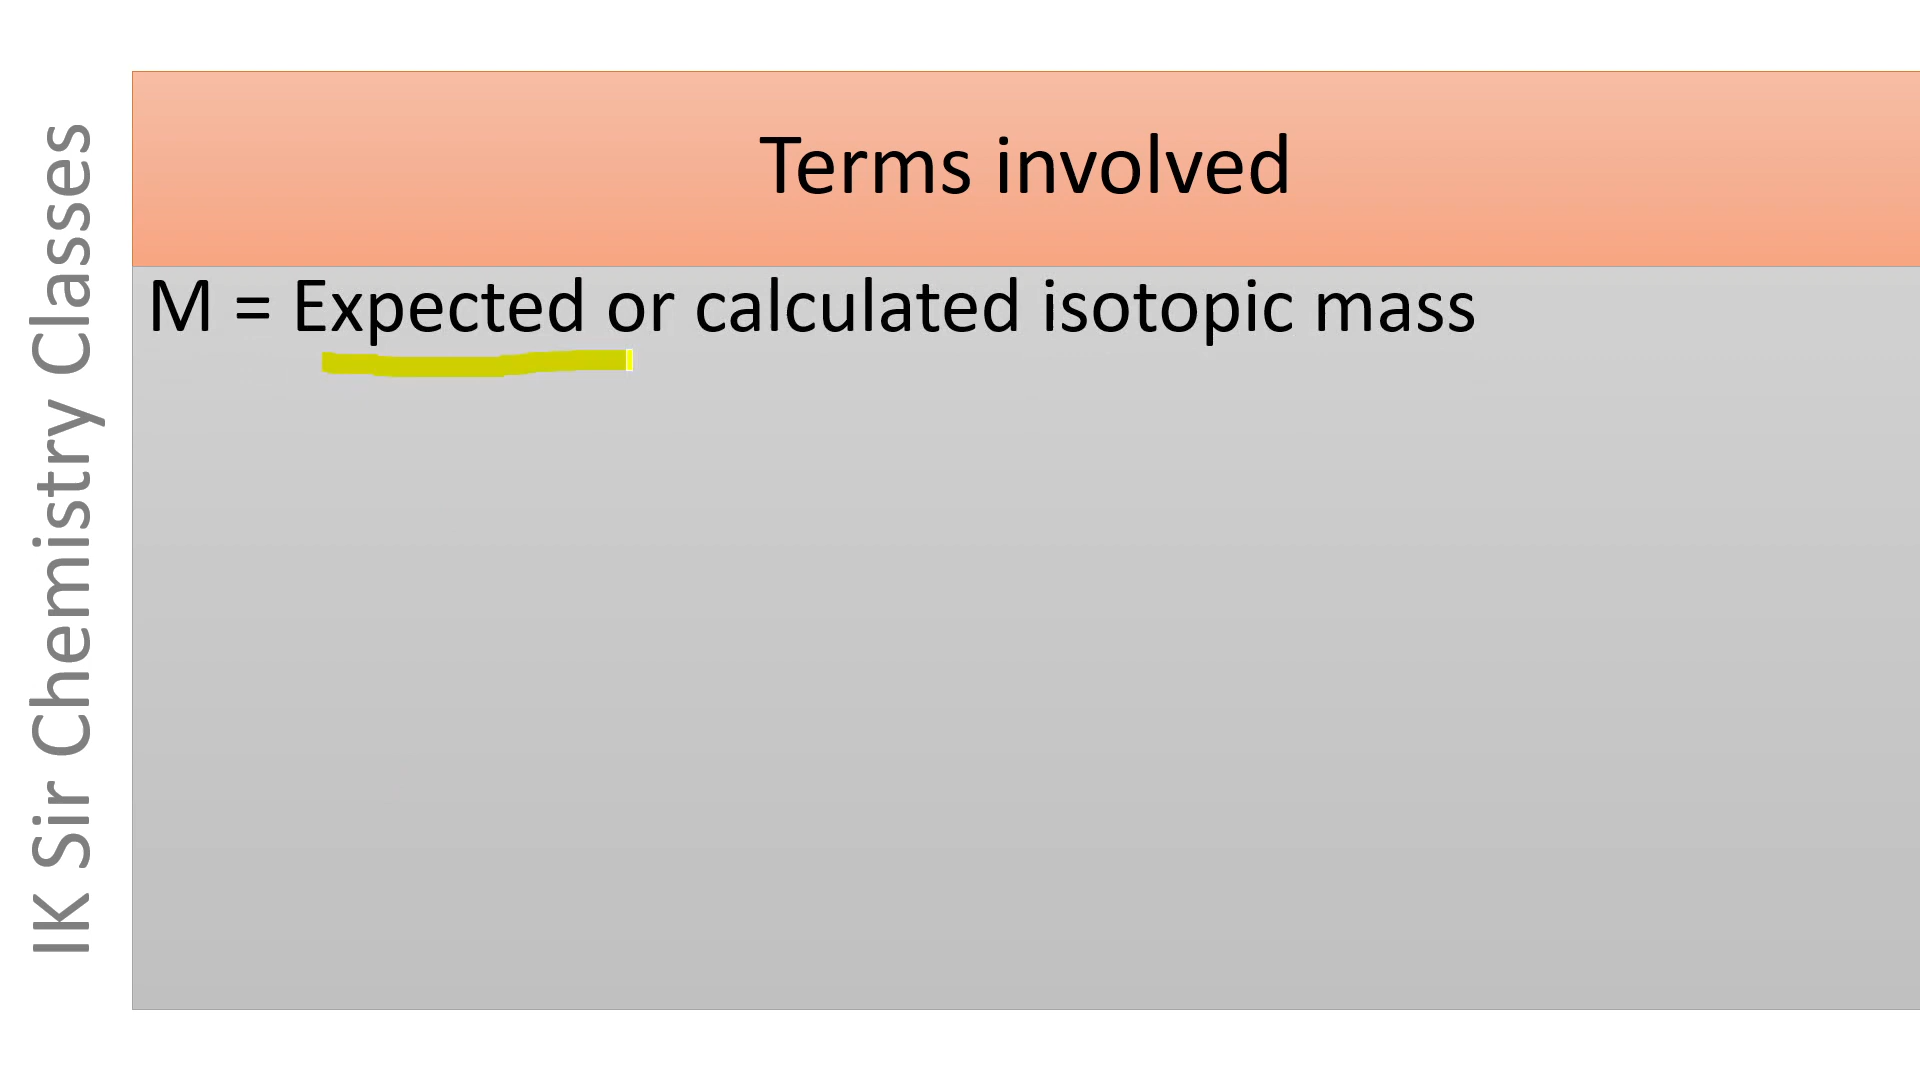 IK Sir Chemistry Classes
Terms involved
M = Expected or calculated isotopic mass